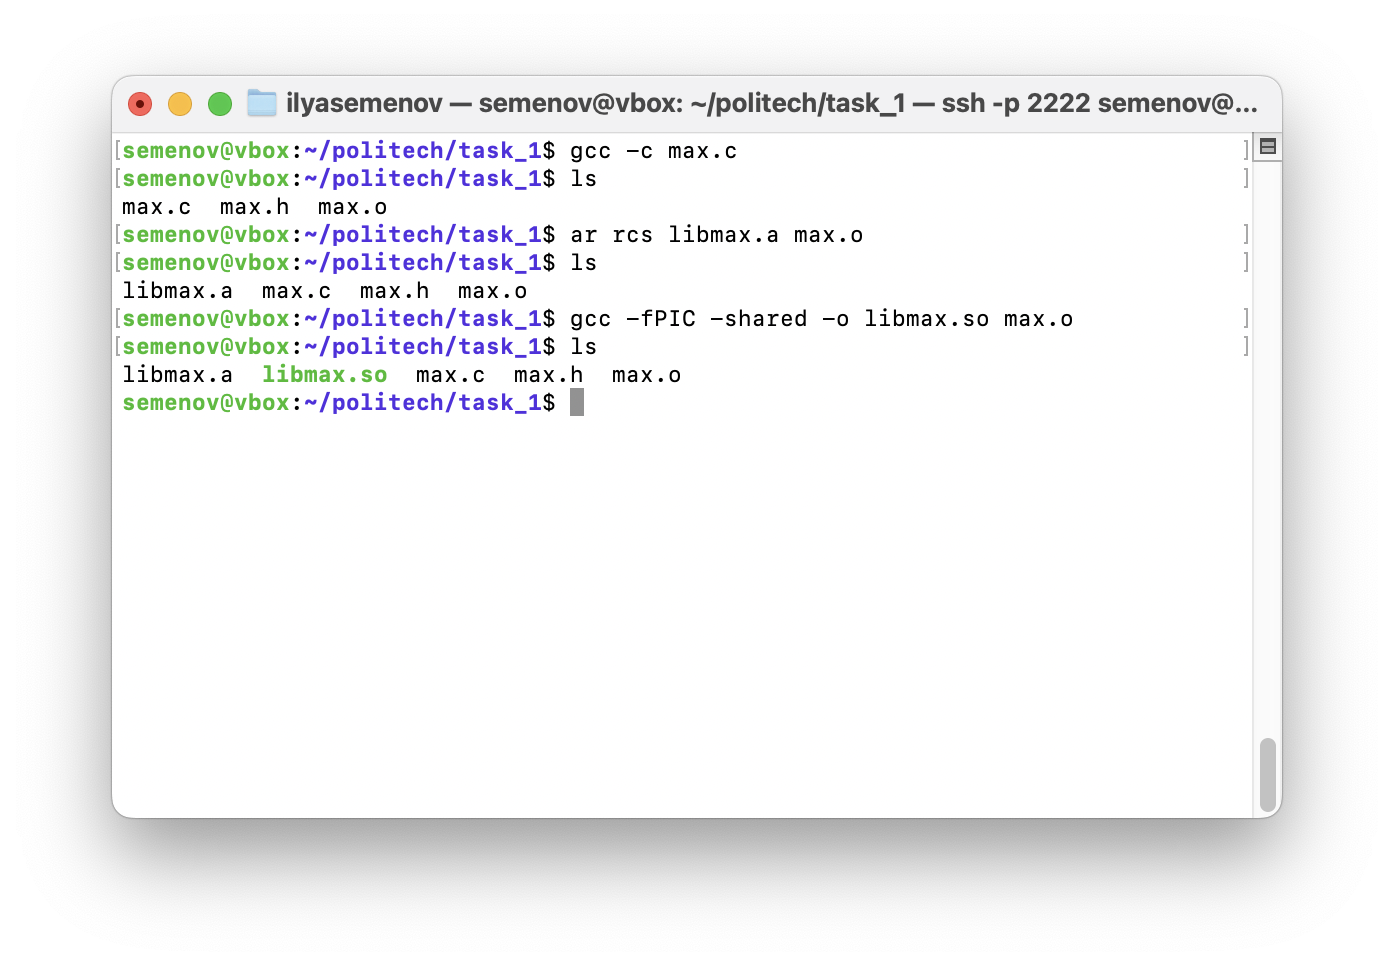 ilyasemenov — semenov@vbox: ~/politech/task_1 — ssh -p 2222 semenov@...
[semenov@vbox:~/politech/task_1$ gcc -c max.c ]
[semenov@vbox:~/politech/task_1$ ls ]
max.c  max.h  max.o
[semenov@vbox:~/politech/task_1$ ar rcs libmax.a max.o ]
[semenov@vbox:~/politech/task_1$ ls ]
libmax.a  max.c  max.h  max.o
[semenov@vbox:~/politech/task_1$ gcc -fPIC -shared -o libmax.so max.o ]
[semenov@vbox:~/politech/task_1$ ls ]
libmax.a  libmax.so  max.c  max.h  max.o
semenov@vbox:~/politech/task_1$